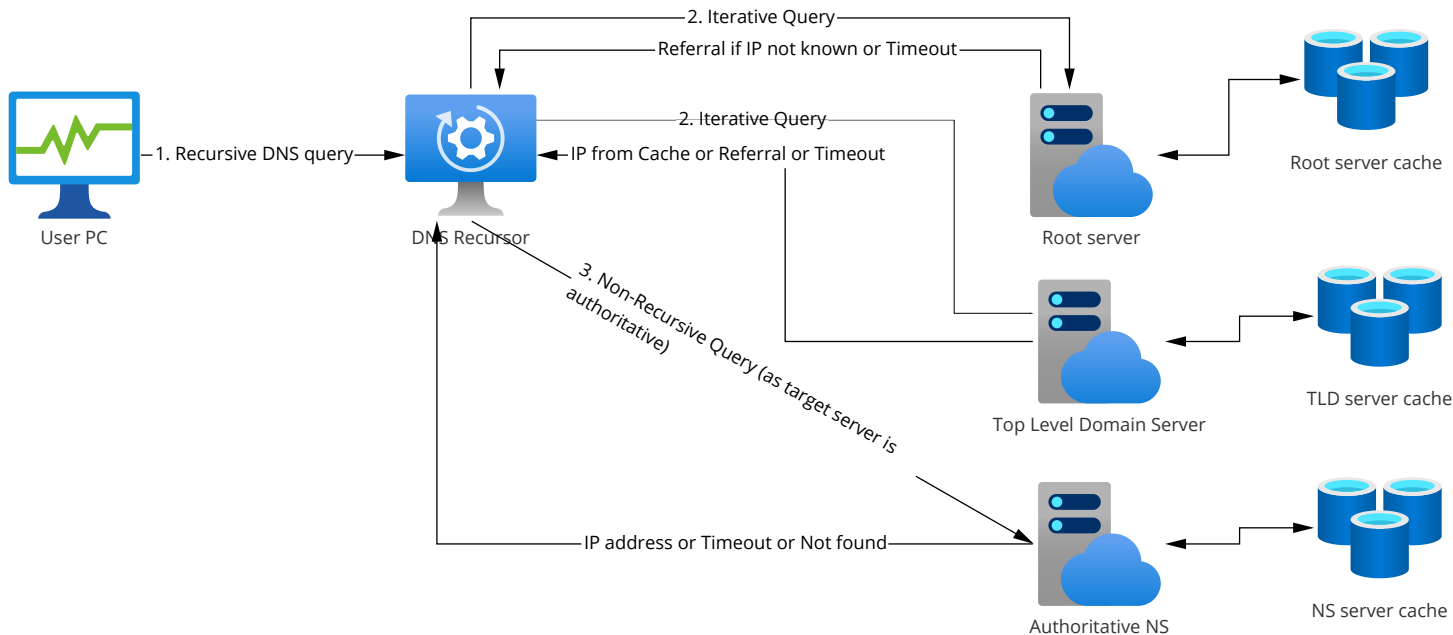 2. Iterative Query
Referral if IP not known or Timeout
2. Iterative Query
1. Recursive DNS query
IP from Cache or Referral or Timeout
Root server cache
User PC
DNS Recursor
Root server
3. Non-Recursive Query (as target server is
authoritative)
TLD server cache
Top Level Domain Server
IP address or Timeout or Not found
NS server cache
Authoritative NS